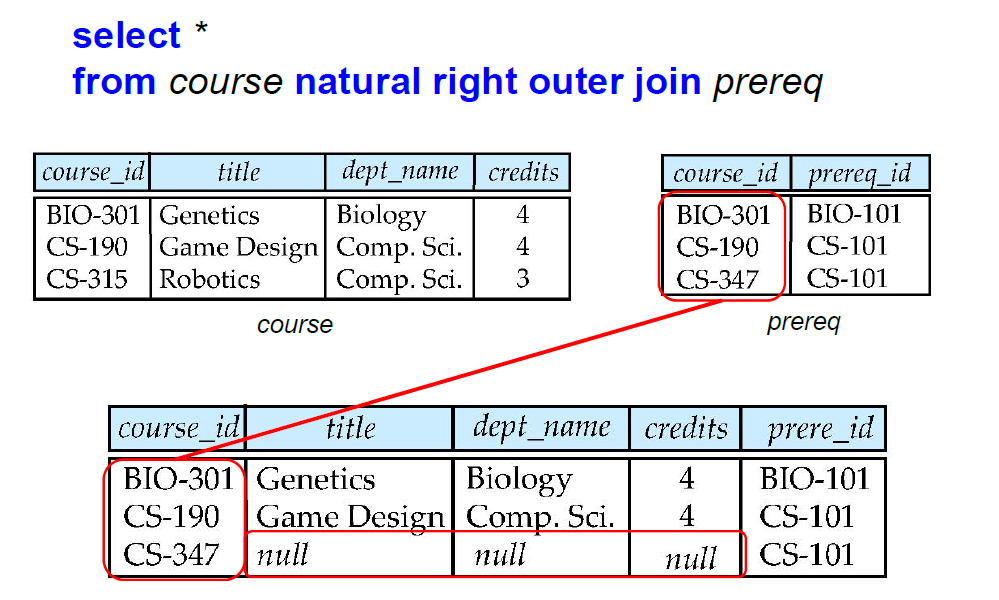 select *
from course natural right outer join prereq
course_id title dept_name credits
BIO-301 Genetics Biology 4
CS-190 Game Design Comp. Sci. 4
CS-315 Robotics Comp. Sci. 3
course
course_id prereq_id
BIO-301 BIO-101
CS-190 CS-101
CS-347 CS-101
prereq
course_id title dept_name credits prere_id
BIO-301 Genetics Biology 4 BIO-101
CS-190 Game Design Comp. Sci. 4 CS-101
CS-347 null null null CS-101